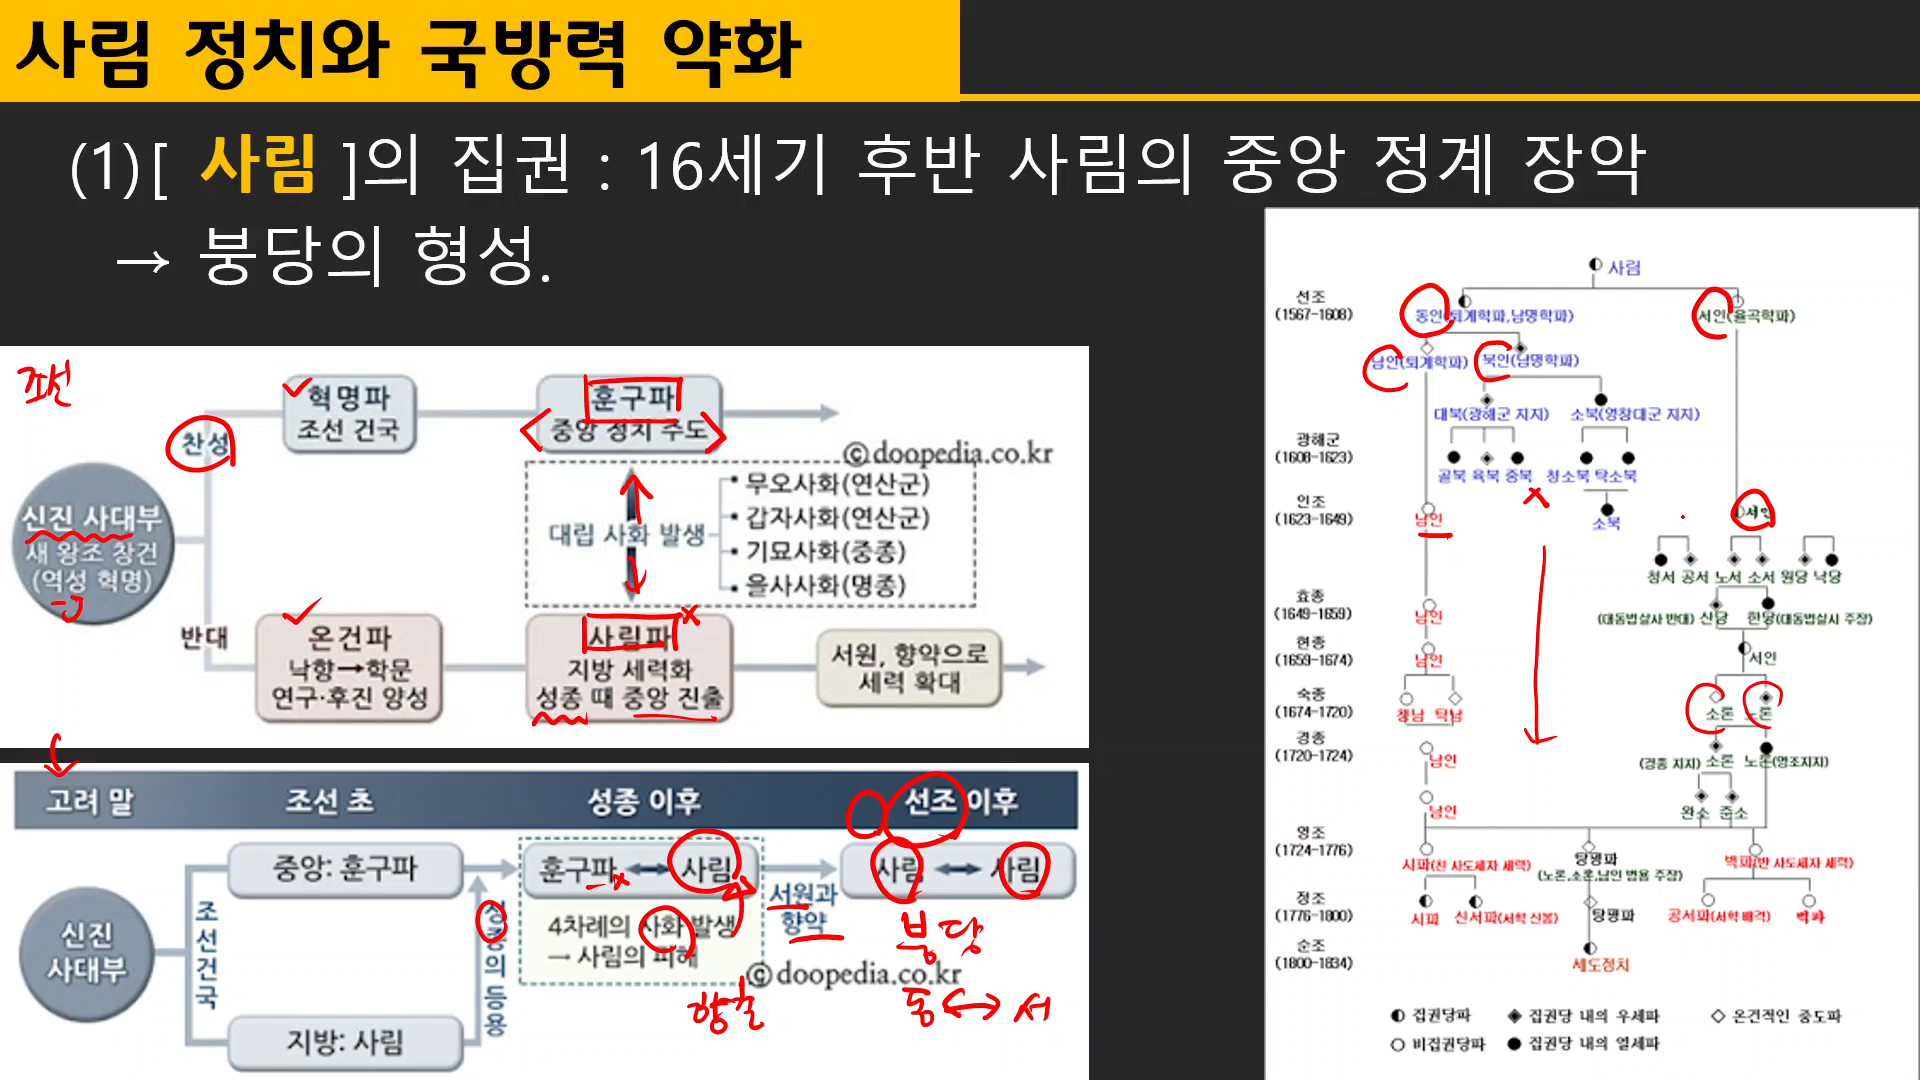 사림 정치와 국방력 약화
(1)[ 사림 ]의 집권 : 16세기 후반 사림의 중앙 정계 장악
→ 붕당의 형성.
조선
찬성
신진 사대부
새 왕조 창건
(역성 혁명)
반대
혁명파
조선 건국
훈구파
중앙 정치 주도
ⓒdoopedia.co.kr
대립 사화 발생
무오사화(연산군)
갑자사화(연산군)
기묘사화(중종)
을사사화(명종)
온건파
낙향→학문
연구·후진 양성
사림파
지방 세력화
성종 때 중앙 진출
서원, 향약으로
세력 확대
고려 말
조선 초
성종 이후
선조 이후
신진
사대부
조선건국
중앙: 훈구파
지방: 사림
성종의 등용
훈구파 ↔ 사림
4차례의 사화 발생
→ 사림의 피해
서원과
향약
사림 ↔ 사림
ⓒdoopedia.co.kr
붕당
동 ↔ 서
사림
선조
(1567-1608)
동인(퇴계학파,남명학파)
서인(율곡학파)
남인(퇴계학파)
북인(남명학파)
대북(광해군 지지)
소북(영창대군 지지)
광해군
(1608-1623)
골북 육북 중북
청소북 탁소북
인조
(1623-1649)
남인
소북
서인
청서 공서 노서 소서 원당 낙당
효종
(1649-1659)
남인
(대동법실시 반대) 산당
한당(대동법실시 주장)
현종
(1659-1674)
남인
서인
숙종
(1674-1720)
청남 탁남
소론 노론
경종
(1720-1724)
남인
(경종 지지) 소론
노론(영조지지)
남인
완소 준소
영조
(1724-1776)
시파(친 사도세자 세력)
탕평파
(노론,소론,남인 병용 주장)
벽파(반 사도세자 세력)
정조
(1776-1800)
시파
신서파(서학 신봉)
탕평파
공서파(서학 배격)
벽파
순조
(1800-1834)
세도정치
집권당파
집권당 내의 우세파
온건적인 중도파
비집권당파
집권당 내의 열세파